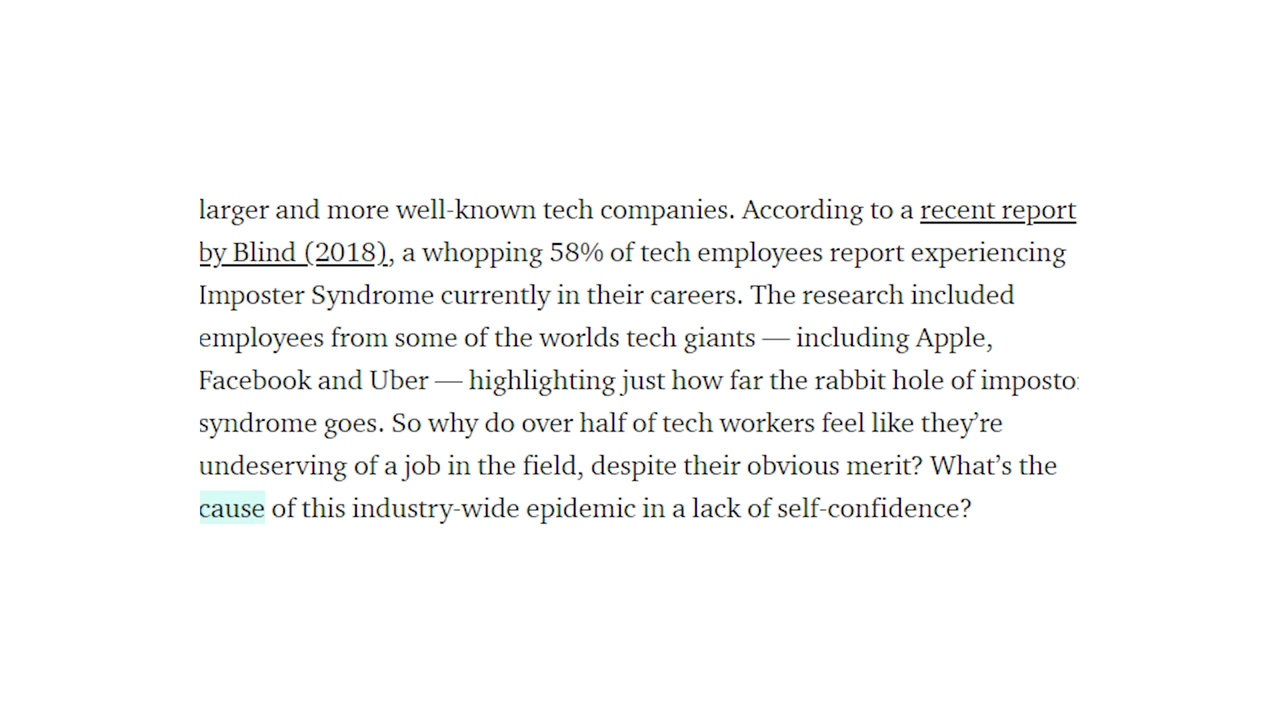 larger and more well-known tech companies. According to a recent report
by Blind (2018), a whopping 58% of tech employees report experiencing
Imposter Syndrome currently in their careers. The research included
employees from some of the worlds tech giants — including Apple,
Facebook and Uber — highlighting just how far the rabbit hole of impostor
syndrome goes. So why do over half of tech workers feel like they’re
undeserving of a job in the field, despite their obvious merit? What’s the
cause of this industry-wide epidemic in a lack of self-confidence?